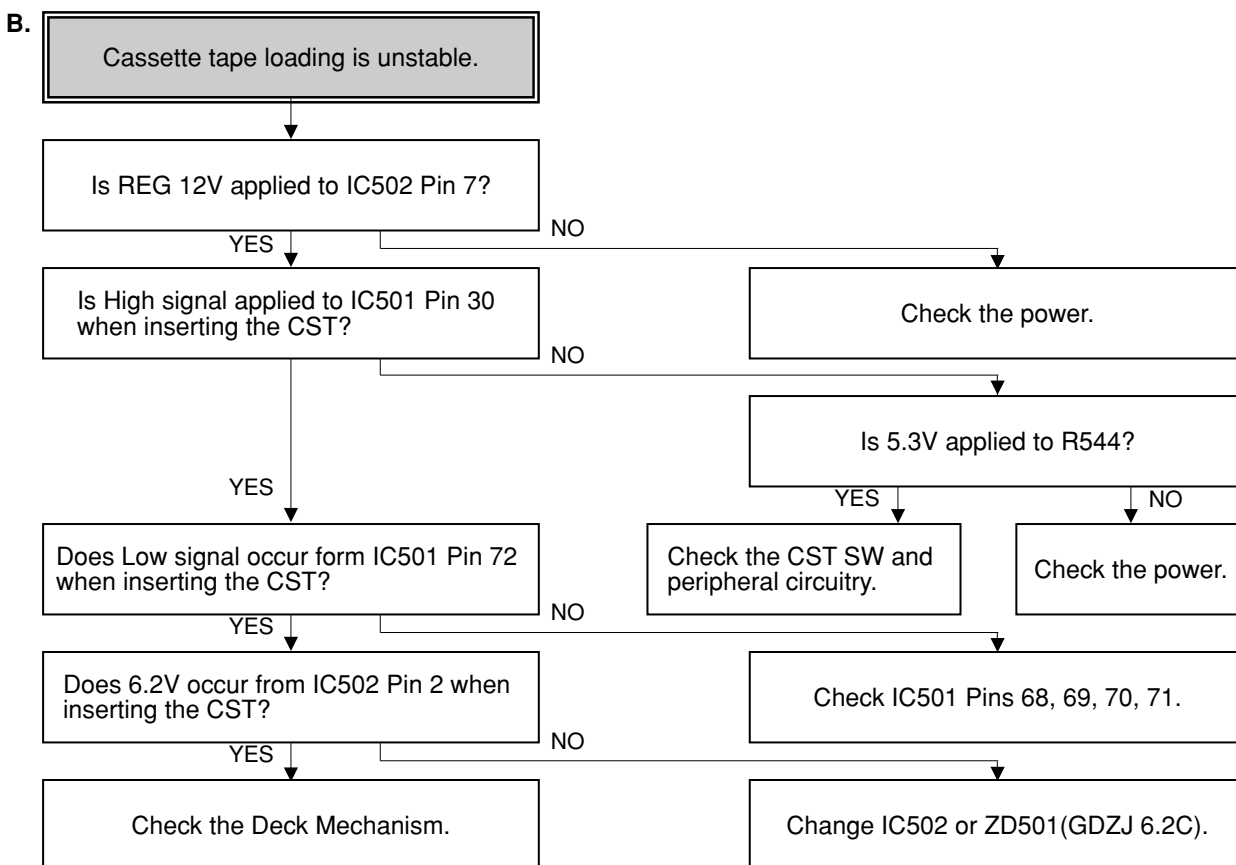 B.
Cassette tape loading is unstable.
Is REG 12V applied to IC502 Pin 7?
YES
NO
Is High signal applied to IC501 Pin 30
when inserting the CST?
Check the power.
NO
Is 5.3V applied to R544?
YES
YES
NO
Does Low signal occur form IC501 Pin 72
when inserting the CST?
Check the CST SW and
peripheral circuitry.
Check the power.
YES
NO
Does 6.2V occur from IC502 Pin 2 when
inserting the CST?
Check IC501 Pins 68, 69, 70, 71.
YES
NO
Check the Deck Mechanism.
Change IC502 or ZD501(GDZJ 6.2C).